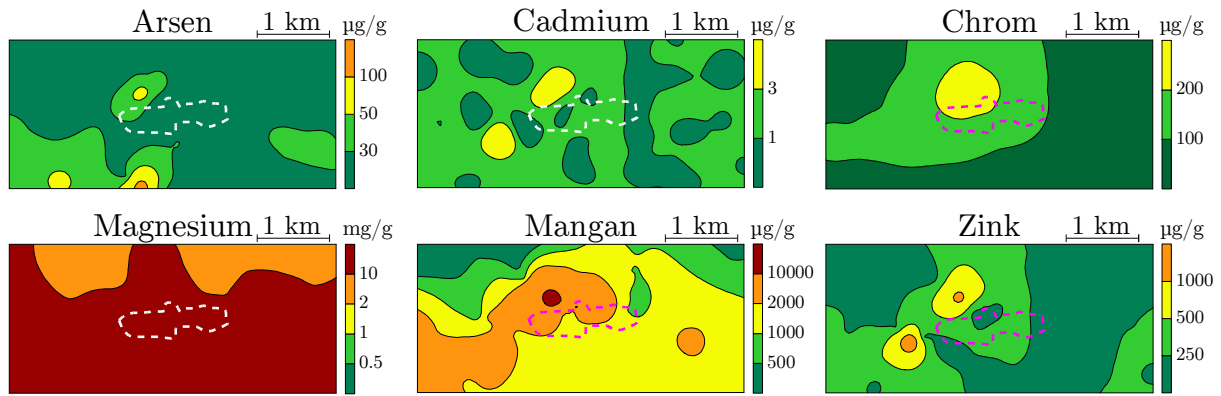 Arsen
1 km
µg/g
100
50
30
Cadmium
1 km
µg/g
3
1
Chrom
1 km
µg/g
200
100
Magnesium
1 km
mg/g
10
2
1
0.5
Mangan
1 km
µg/g
10000
2000
1000
500
Zink
1 km
µg/g
1000
500
250